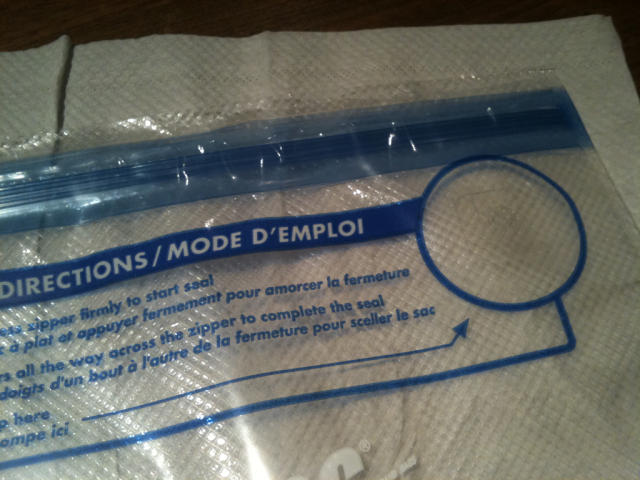 DIRECTIONS / MODE D'EMPLOI
zipper firmly to start seal
à plat et appuyer fermement pour amorcer la fermeture
all the way across the zipper to complete the seal
doigts d'un bout à l'autre de la fermeture pour sceller le sac
here
ici